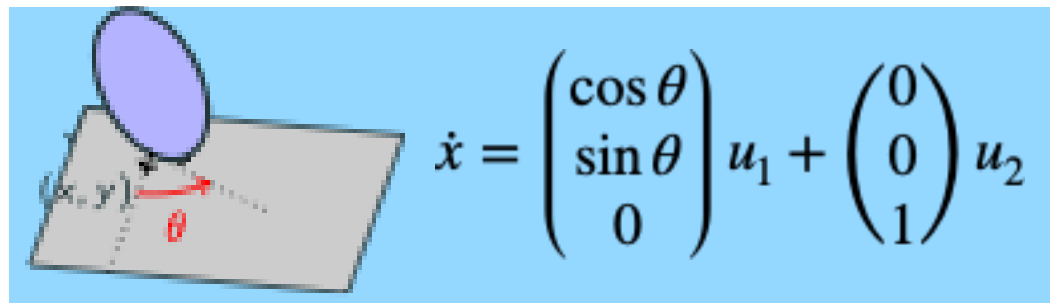 (x, y)
θ
ẋ = (cos θ sin θ 0) u₁ + (0 0 1) u₂